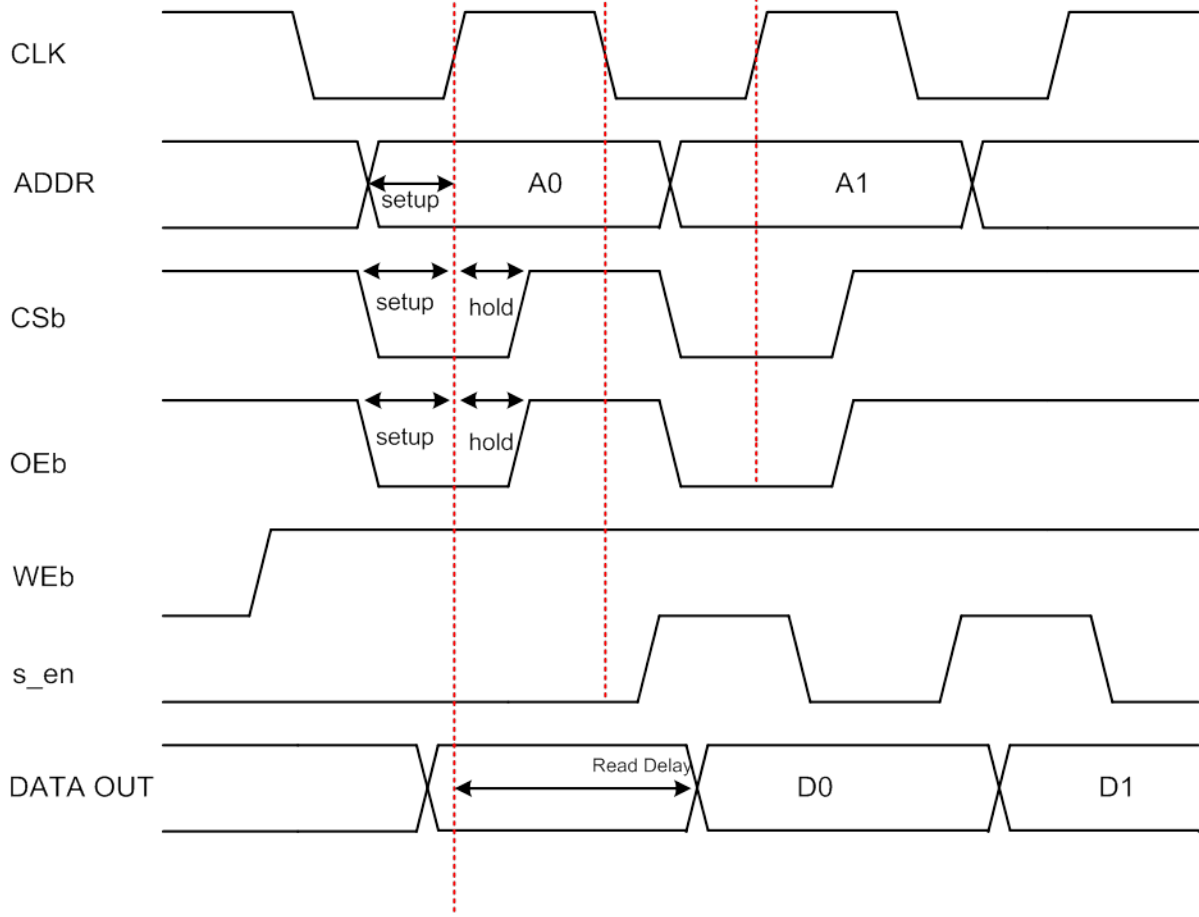 CLK
ADDR
setup
A0
A1
CSb
setup
hold
OEb
setup
hold
WEb
s_en
DATA OUT
Read Delay
D0
D1